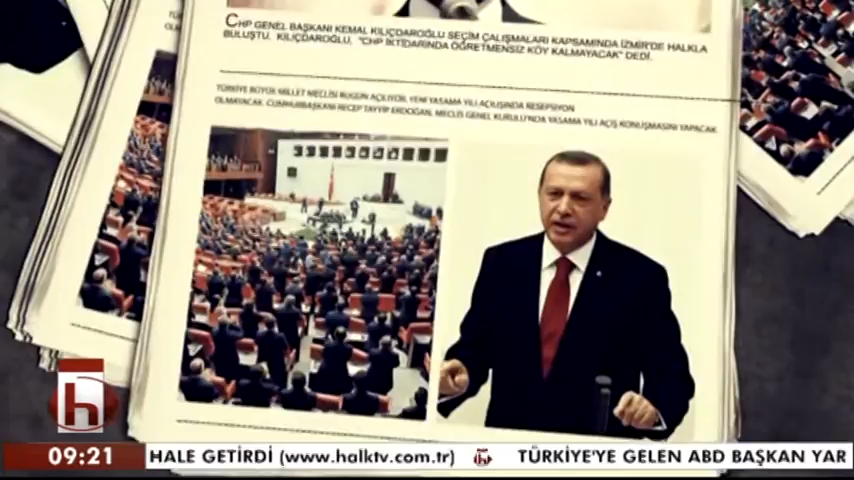 CHP GENEL BAŞKANI KEMAL KILIÇDAROĞLU SEÇİM ÇALIŞMALARI KAPSAMINDA İZMİR'DE HALKLA
BULUŞTU. KILIÇDAROĞLU, "CHP İKTİDARINDA ÖĞRETMENSİZ KÖY KALMAYACAK" DEDİ.
TÜRKİYE BÜYÜK MİLLET MECLİSİ BUGÜN AÇILIYOR. YENİ YASAMA YILI AÇILIŞINDA RESEPSİYON
OLMAYACAK. CUMHURBAŞKANI RECEP TAYYİP ERDOĞAN, MECLİS GENEL KURULU'NDA YASAMA YILI AÇIŞ KONUŞMASINI YAPACAK
h
09:21 HALE GETİRDİ (www.halktv.com.tr) h TÜRKİYE'YE GELEN ABD BAŞKAN YAR